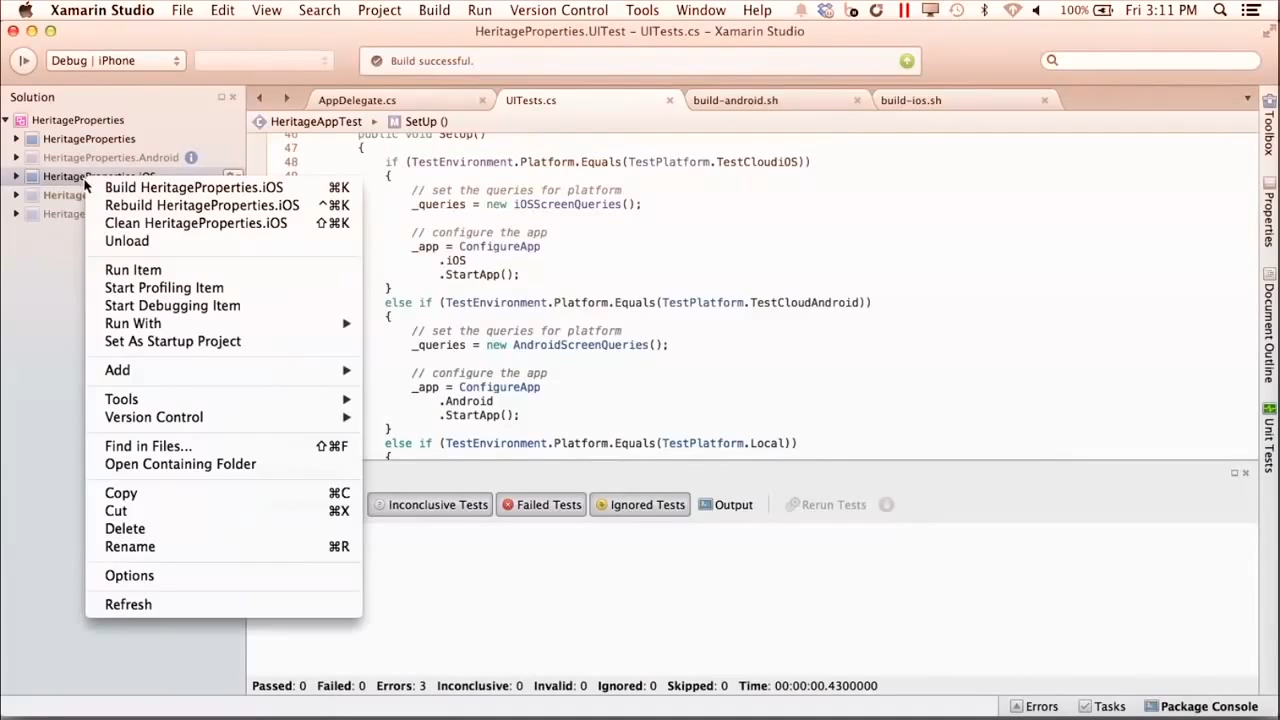 Xamarin Studio File Edit View Search Project Build Run Version Control Tools Window Help 100% Fri 3:11 PM
HeritageProperties.UITest – UITests.cs – Xamarin Studio
Debug | iPhone
Build successful.
Solution
AppDelegate.cs
UITests.cs
build-android.sh
build-ios.sh
HeritageProperties
HeritageProperties
HeritageProperties.Android
HeritageProperties.iOS
Heritage
Heritage
HeritageAppTest
SetUp ()
46 public void SetUp()
47 {
48 if (TestEnvironment.Platform.Equals(TestPlatform.TestCloudiOS))
{
// set the queries for platform
_queries = new iOSScreenQueries();
// configure the app
_app = ConfigureApp
.iOS
.StartApp();
}
else if (TestEnvironment.Platform.Equals(TestPlatform.TestCloudAndroid))
{
// set the queries for platform
_queries = new AndroidScreenQueries();
// configure the app
_app = ConfigureApp
.Android
.StartApp();
}
else if (TestEnvironment.Platform.Equals(TestPlatform.Local))
{
Build HeritageProperties.iOS ⌘K
Rebuild HeritageProperties.iOS ^⌘K
Clean HeritageProperties.iOS ⇧⌘K
Unload
Run Item
Start Profiling Item
Start Debugging Item
Run With
Set As Startup Project
Add
Tools
Version Control
Find in Files... ⇧⌘F
Open Containing Folder
Copy ⌘C
Cut ⌘X
Delete
Rename ⌘R
Options
Refresh
Inconclusive Tests
Failed Tests
Ignored Tests
Output
Rerun Tests
Passed: 0 Failed: 0 Errors: 3 Inconclusive: 0 Invalid: 0 Ignored: 0 Skipped: 0 Time: 00:00:00.4300000
Errors
Tasks
Package Console
Toolbox
Properties
Document Outline
Unit Tests